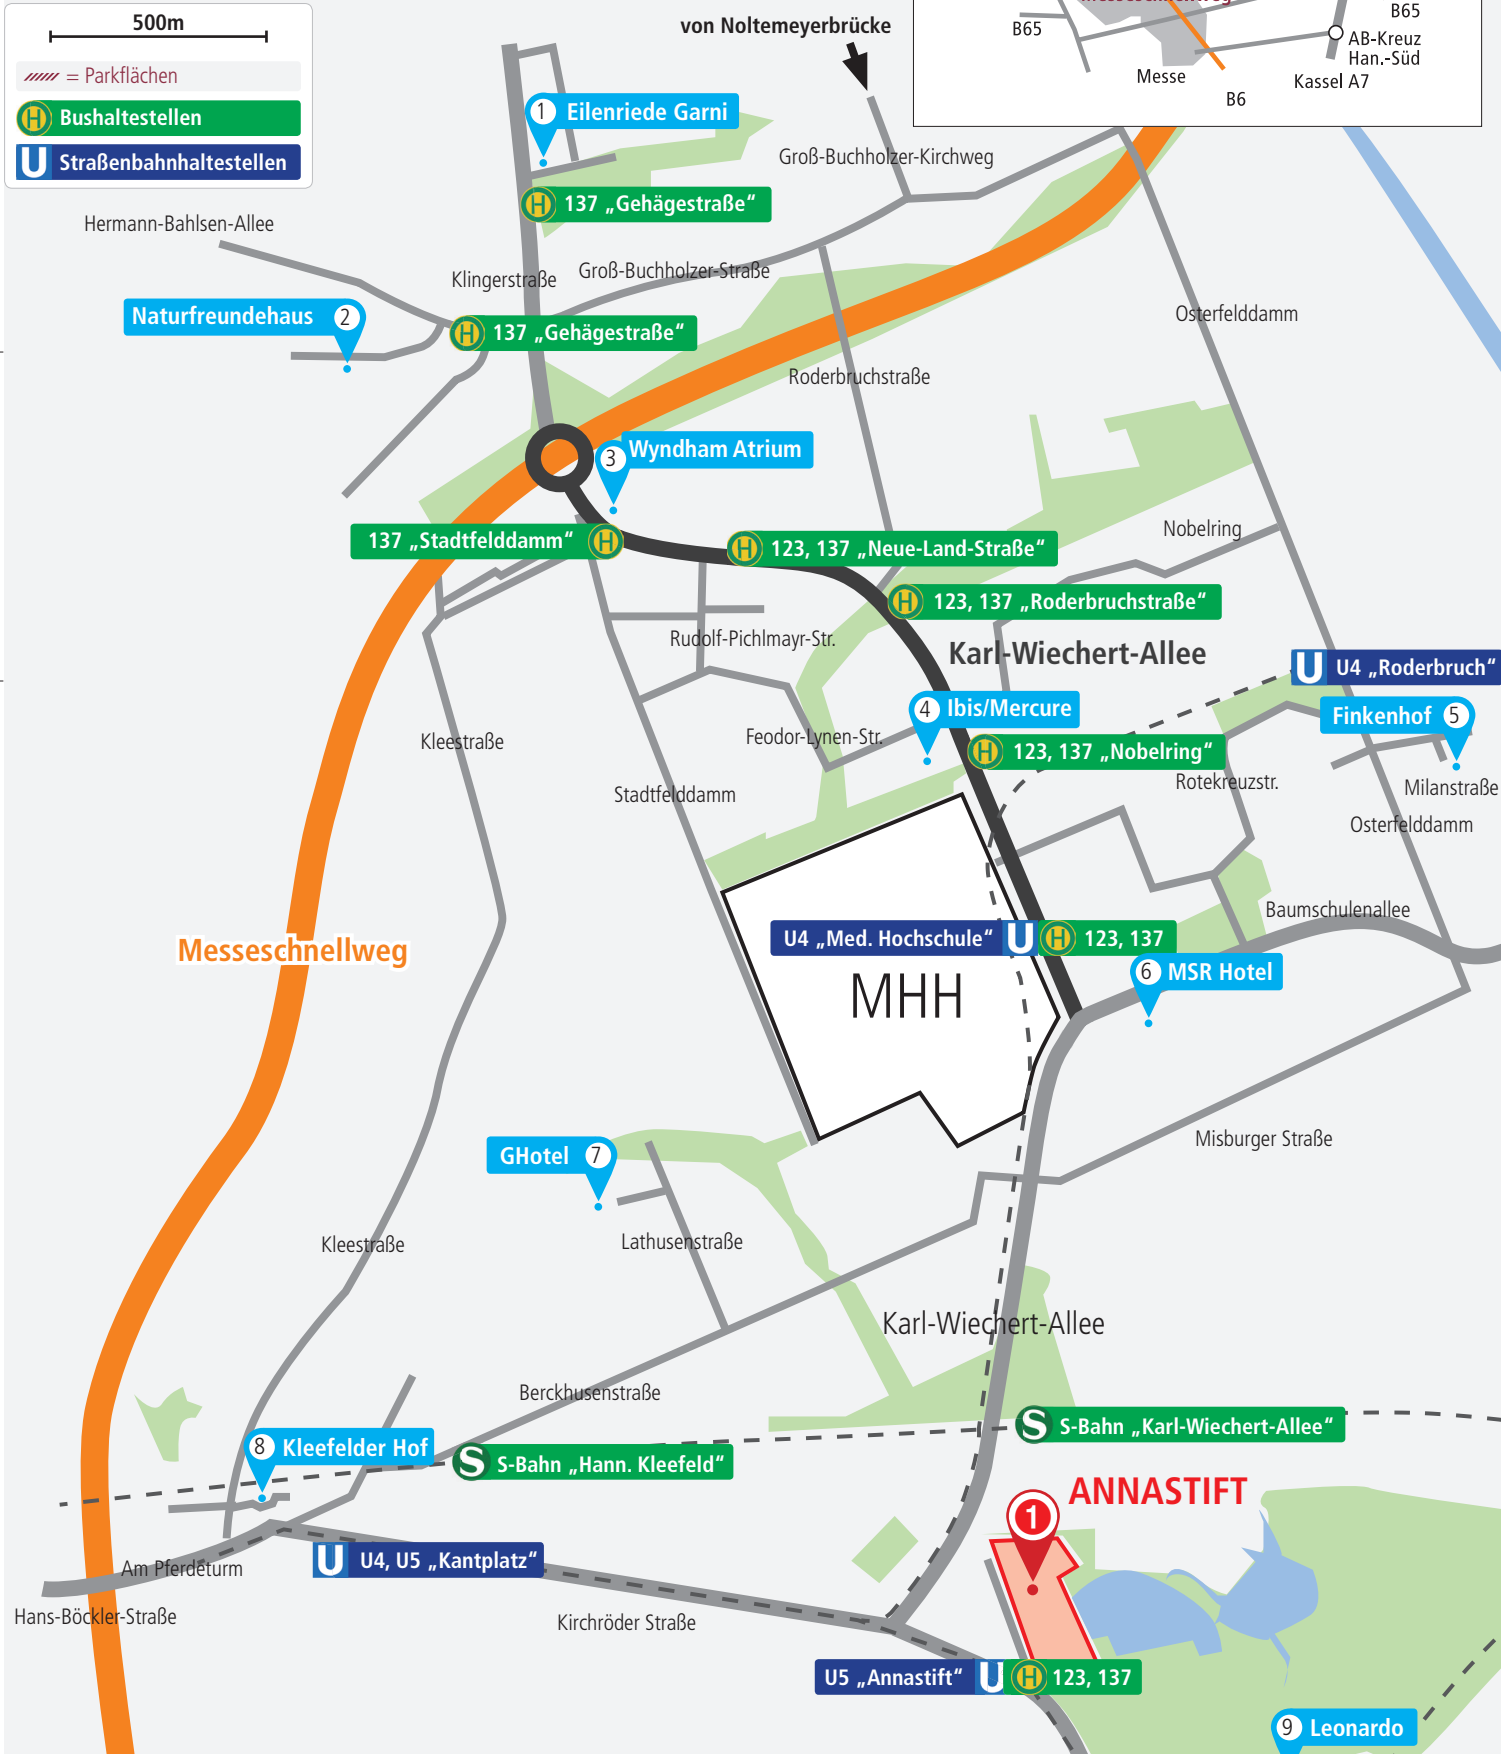 500m
= Parkflächen
H Bushaltestellen
U Straßenbahnhaltestellen
von Noltemeyerbrücke
B65
B65
AB-Kreuz
Han.-Süd
Messe
Kassel A7
B6
1 Eilenriede Garni
Groß-Buchholzer-Kirchweg
H 137 „Gehägestraße“
Hermann-Bahlsen-Allee
Klingerstraße
Groß-Buchholzer-Straße
Osterfelddamm
Naturfreundehaus 2
H 137 „Gehägestraße“
Roderbruchstraße
3 Wyndham Atrium
Nobelring
137 „Stadtfelddamm“ H
H 123, 137 „Neue-Land-Straße“
H 123, 137 „Roderbruchstraße“
Rudolf-Pichlmayr-Str.
Karl-Wiechert-Allee
U U4 „Roderbruch“
4 Ibis/Mercure
Finkenhof 5
Kleestraße
Feodor-Lynen-Str.
H 123, 137 „Nobelring“
Rotekreuzstr.
Milanstraße
Stadtfelddamm
Osterfelddamm
Baumschulenallee
Messeschnellweg
U4 „Med. Hochschule“ U H 123, 137
6 MSR Hotel
MHH
Misburger Straße
GHotel 7
Kleestraße
Lathusenstraße
Karl-Wiechert-Allee
Berckhusenstraße
S S-Bahn „Karl-Wiechert-Allee“
8 Kleefelder Hof
S S-Bahn „Hann. Kleefeld“
ANNASTIFT
1
U U4, U5 „Kantplatz“
Am Pferdeturm
Hans-Böckler-Straße
Kirchröder Straße
U5 „Annastift“ U H 123, 137
9 Leonardo